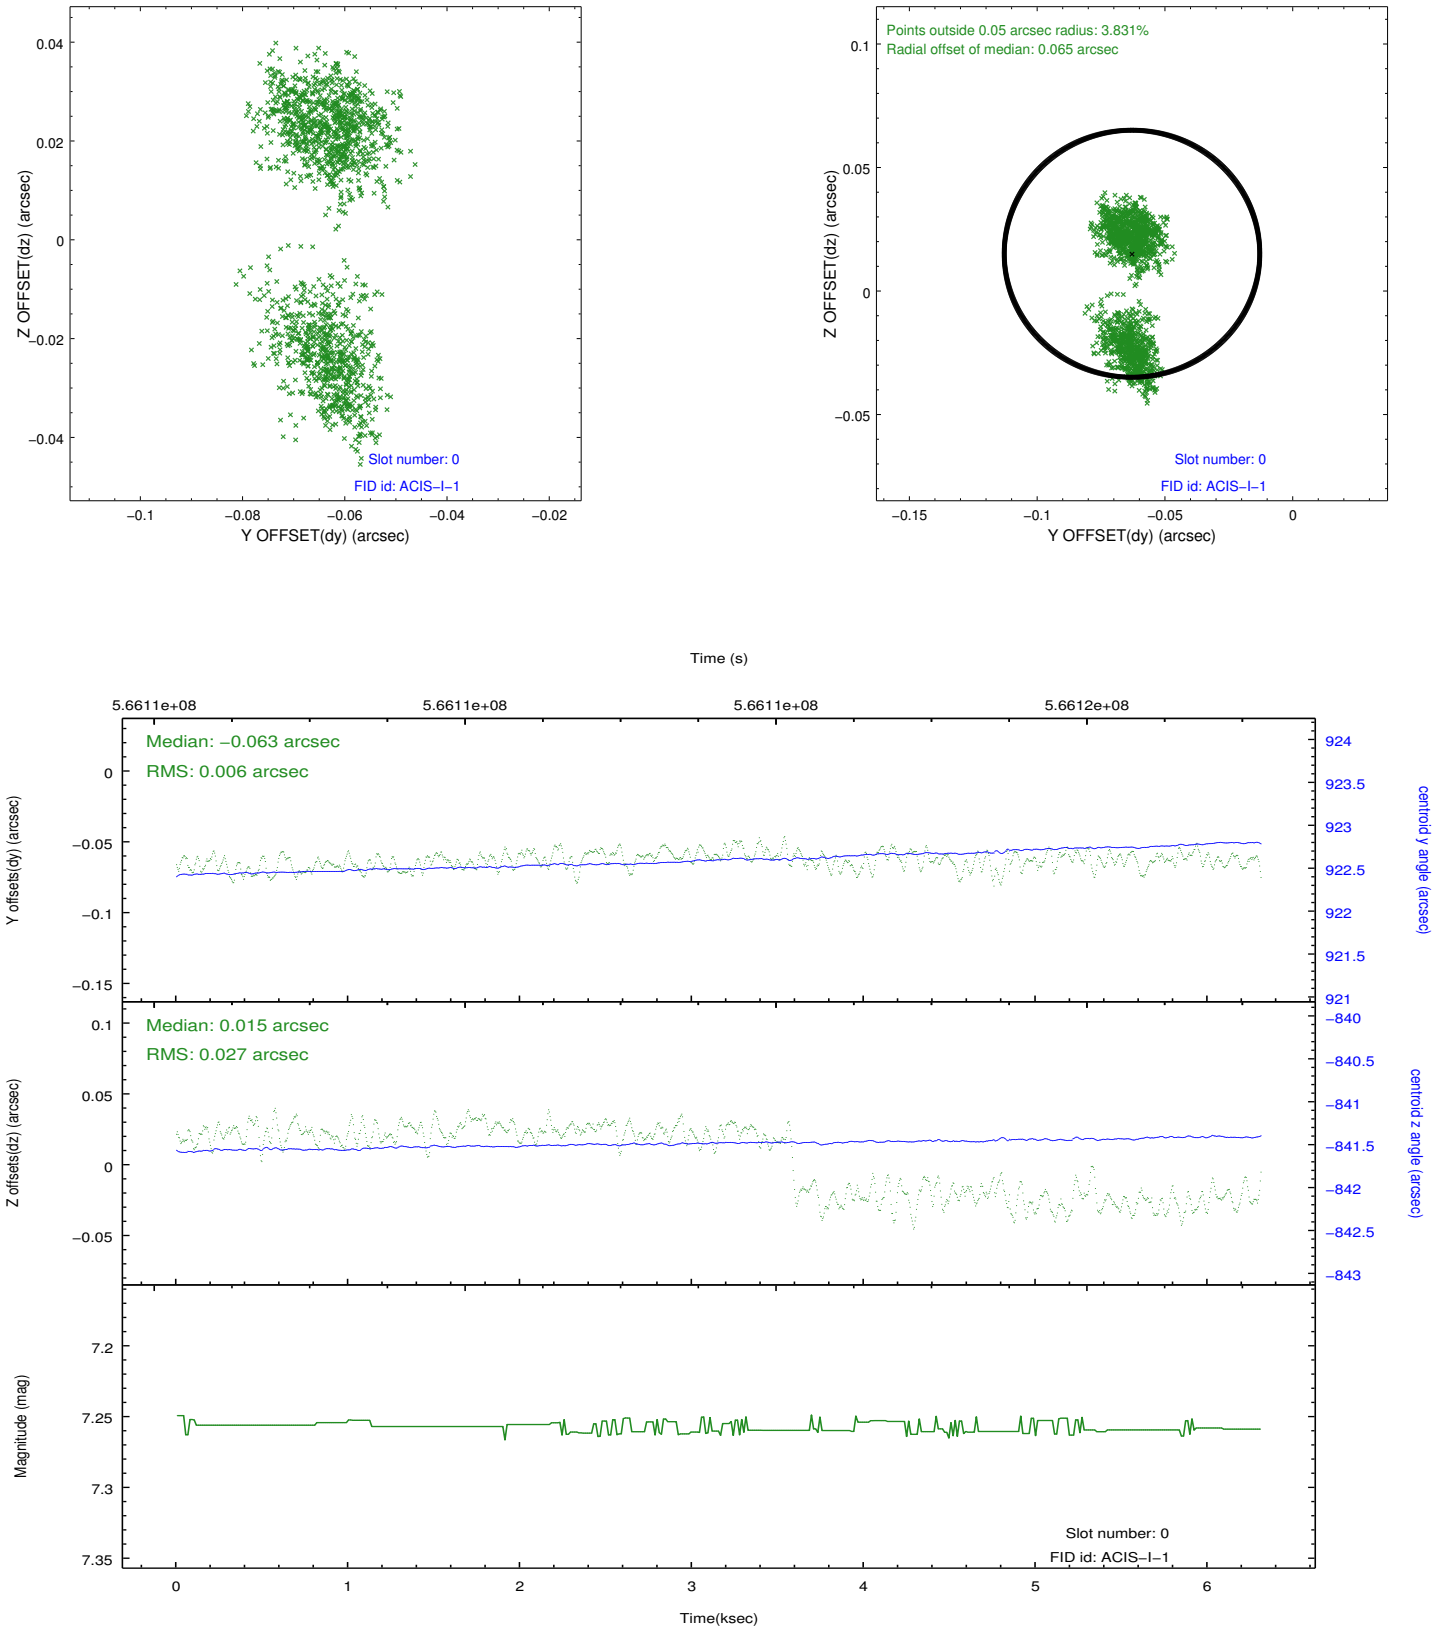 0.04
0.02
0
−0.02
−0.04
Z OFFSET(dz) (arcsec)
Slot number: 0
FID id: ACIS−I−1
−0.1
−0.08
−0.06
−0.04
−0.02
Y OFFSET(dy) (arcsec)
Points outside 0.05 arcsec radius: 3.831%
Radial offset of median: 0.065 arcsec
0.1
0.05
0
−0.05
Z OFFSET(dz) (arcsec)
Slot number: 0
FID id: ACIS−I−1
−0.15
−0.1
−0.05
0
Y OFFSET(dy) (arcsec)
Time (s)
5.6611e+08
5.6611e+08
5.6611e+08
5.6612e+08
Median: −0.063 arcsec
RMS: 0.006 arcsec
0
−0.05
−0.1
−0.15
Y offsets(dy) (arcsec)
924
923.5
923
922.5
922
921.5
921
centroid y angle (arcsec)
Median: 0.015 arcsec
RMS: 0.027 arcsec
0.1
0.05
0
−0.05
Z offsets(dz) (arcsec)
−840
−840.5
−841
−841.5
−842
−842.5
−843
centroid z angle (arcsec)
7.2
7.25
7.3
7.35
Magnitude (mag)
Slot number: 0
FID id: ACIS−I−1
0
1
2
3
4
5
6
Time(ksec)